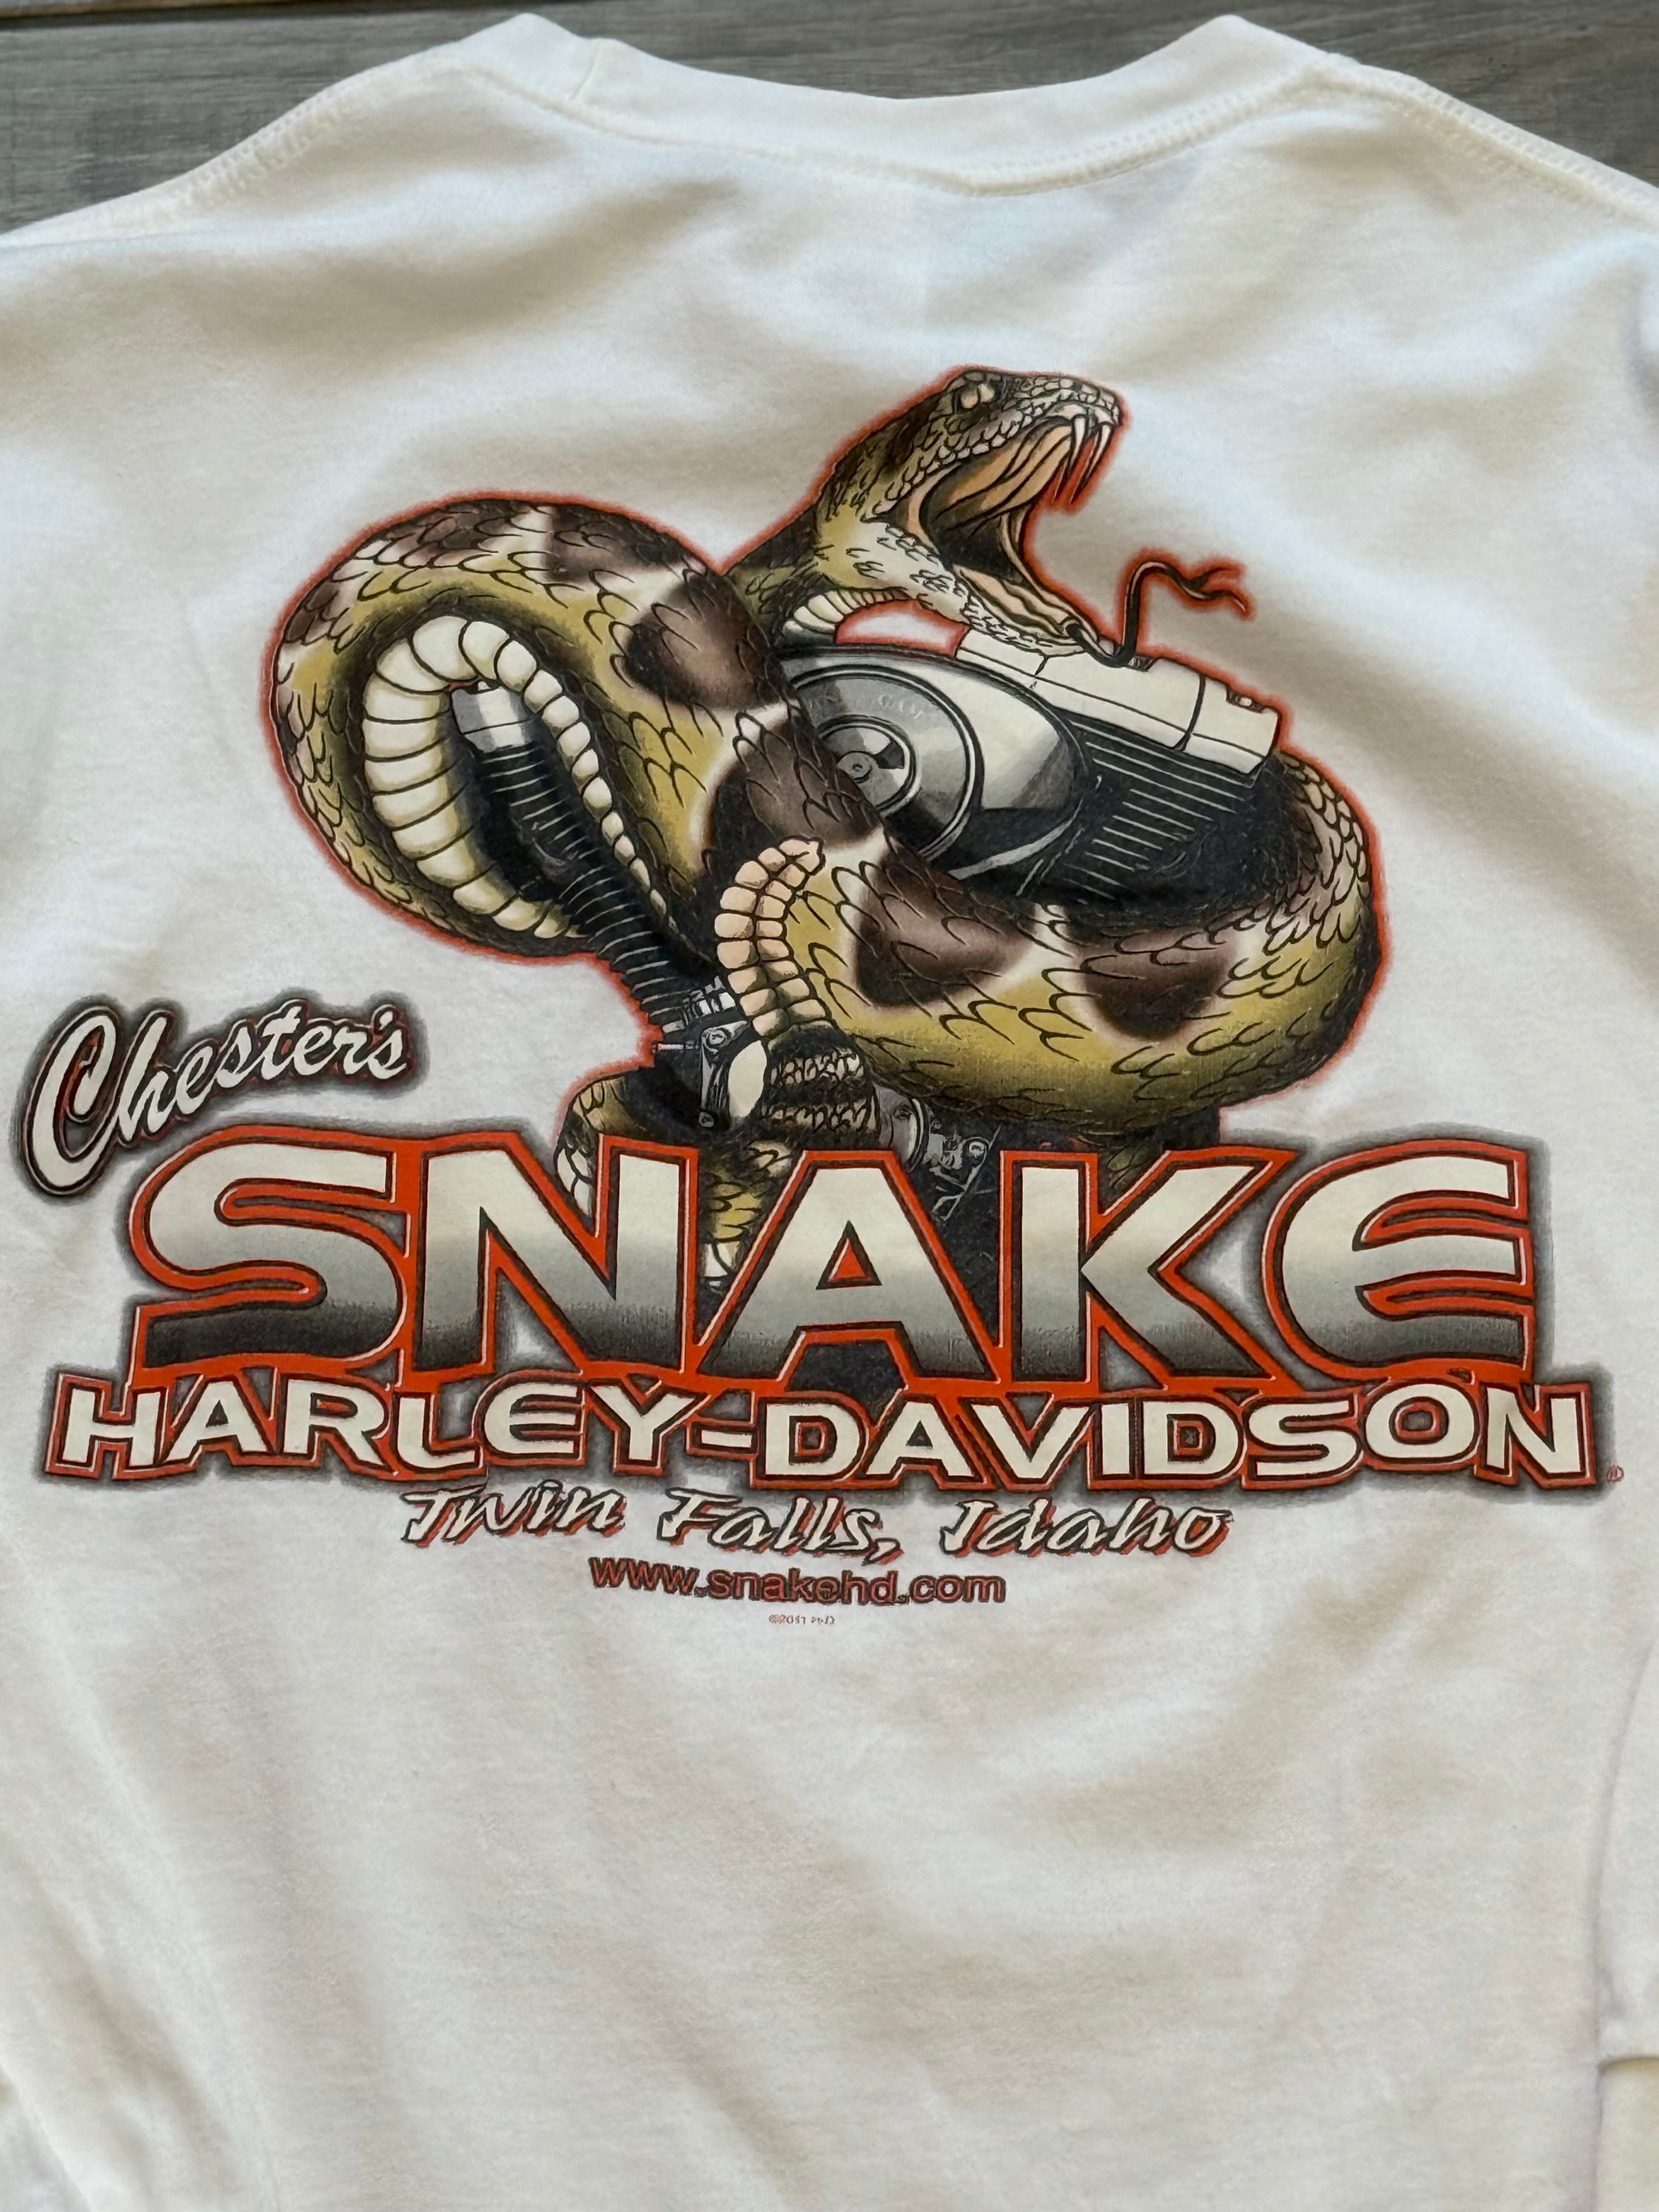 Chester's
SNAKE
HARLEY-DAVIDSON®
Twin Falls, Idaho
www.snakehd.com